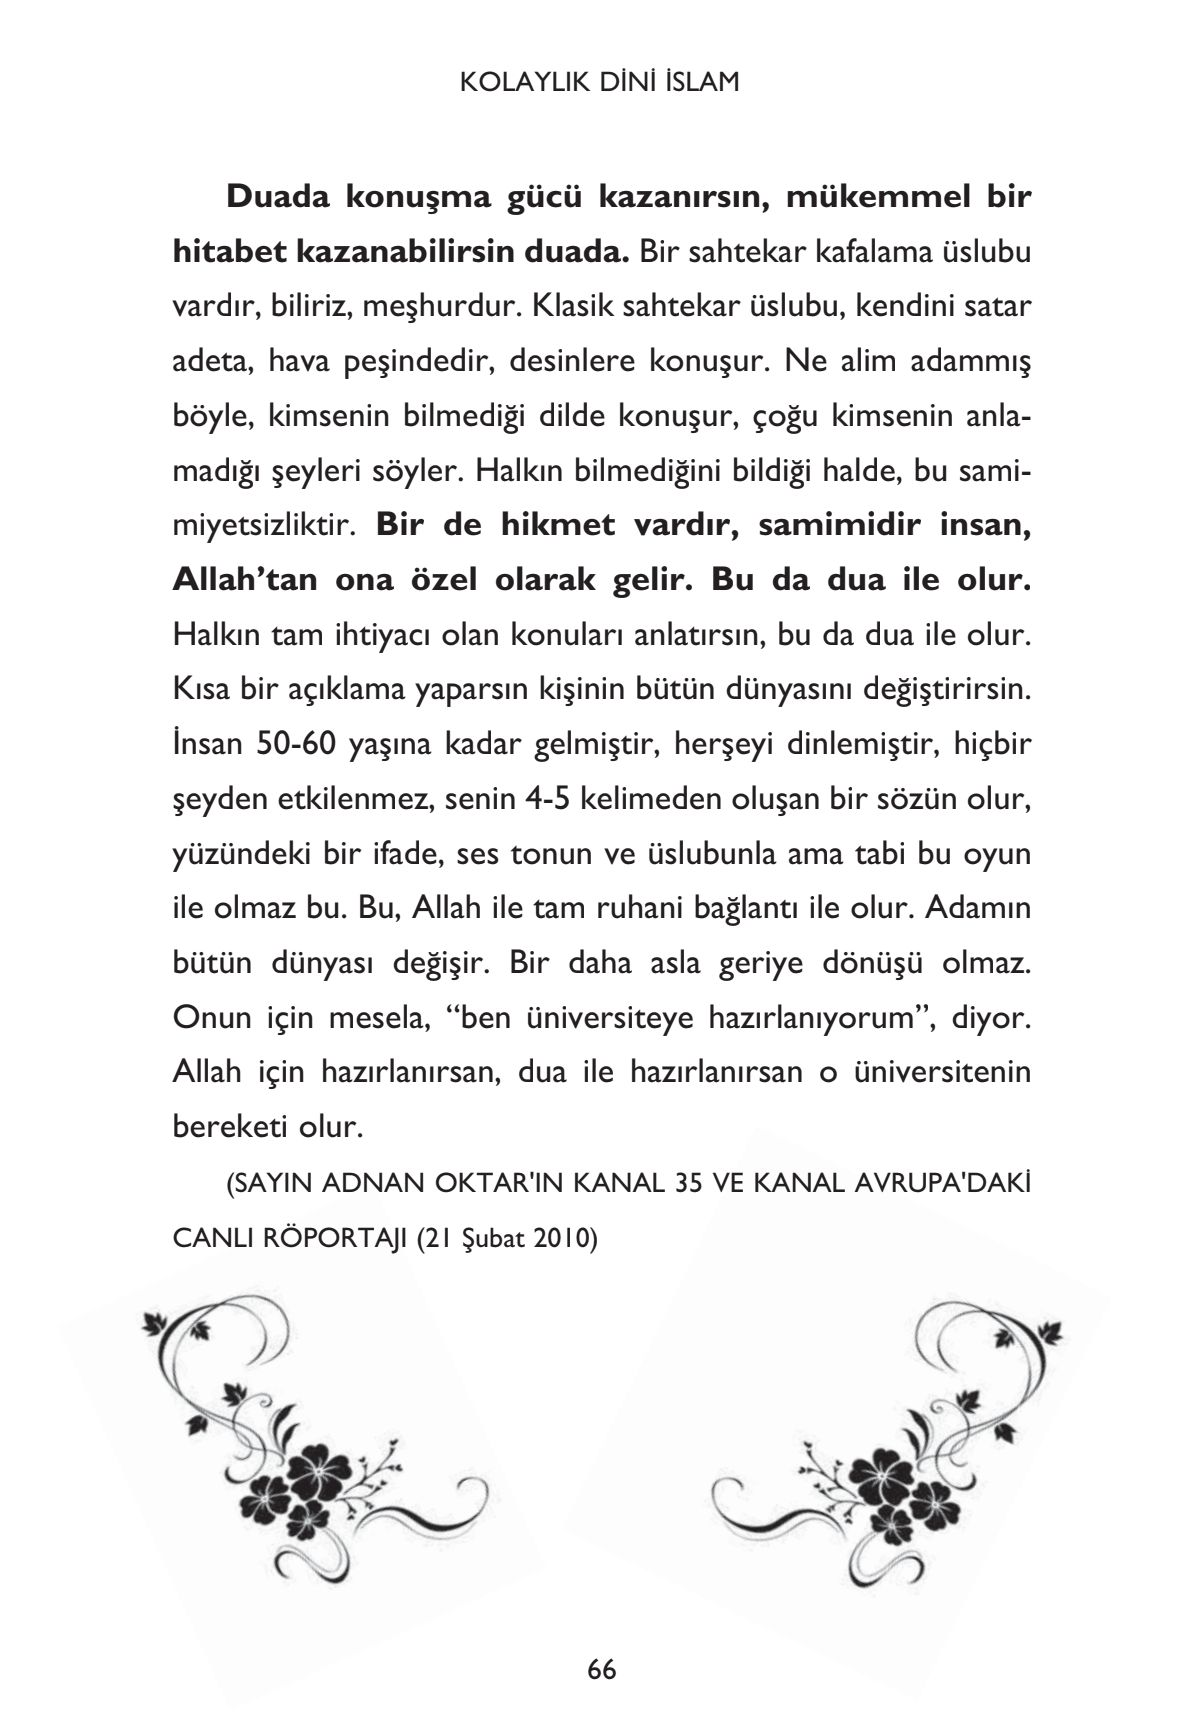 KOLAYLIK DİNİ İSLAM
Duada konuşma gücü kazanırsın, mükemmel bir
hitabet kazanabilirsin duada. Bir sahtekar kafalama üslubu
vardır, biliriz, meşhurdur. Klasik sahtekar üslubu, kendini satar
adeta, hava peşindedir, desinlere konuşur. Ne alim adammış
böyle, kimsenin bilmediği dilde konuşur, çoğu kimsenin anla-
madığı şeyleri söyler. Halkın bilmediğini bildiği halde, bu sami-
miyetsizliktir. Bir de hikmet vardır, samimidir insan,
Allah’tan ona özel olarak gelir. Bu da dua ile olur.
Halkın tam ihtiyacı olan konuları anlatırsın, bu da dua ile olur.
Kısa bir açıklama yaparsın kişinin bütün dünyasını değiştirirsin.
İnsan 50-60 yaşına kadar gelmiştir, herşeyi dinlemiştir, hiçbir
şeyden etkilenmez, senin 4-5 kelimeden oluşan bir sözün olur,
yüzündeki bir ifade, ses tonun ve üslubunla ama tabi bu oyun
ile olmaz bu. Bu, Allah ile tam ruhani bağlantı ile olur. Adamın
bütün dünyası değişir. Bir daha asla geriye dönüşü olmaz.
Onun için mesela, “ben üniversiteye hazırlanıyorum”, diyor.
Allah için hazırlanırsan, dua ile hazırlanırsan o üniversitenin
bereketi olur.
(SAYIN ADNAN OKTAR'IN KANAL 35 VE KANAL AVRUPA'DAKİ
CANLI RÖPORTAJI (21 Şubat 2010)
66